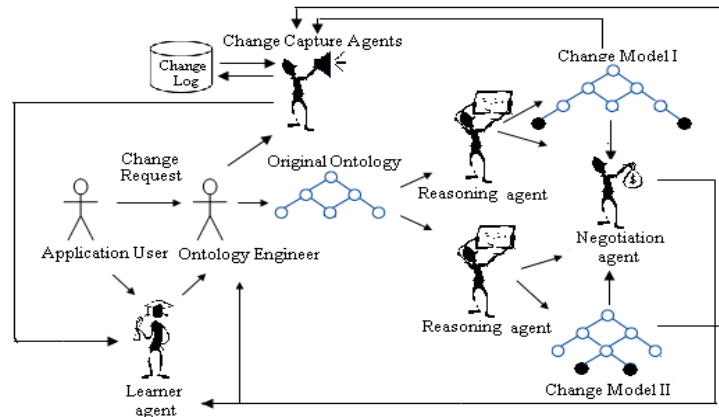 Change Capture Agents
Change
Log
Change Model I
Change
Request
Original Ontology
Reasoning agent
Application User
Ontology Engineer
Negotiation
agent
Reasoning agent
Learner
agent
Change Model II